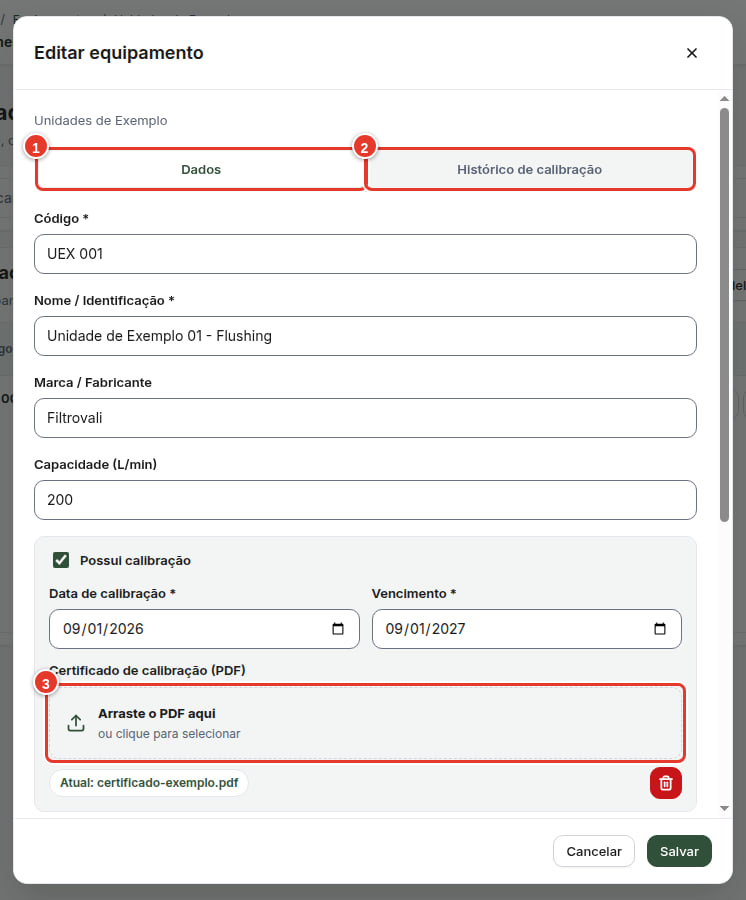 Editar equipamento
Unidades de Exemplo
1
2
Dados
Histórico de calibração
Código *
UEX 001
Nome / Identificação *
Unidade de Exemplo 01 - Flushing
Marca / Fabricante
Filtrovali
Capacidade (L/min)
200
Possui calibração
Data de calibração *
Vencimento *
09/01/2026
09/01/2027
Certificado de calibração (PDF)
3
Arraste o PDF aqui
ou clique para selecionar
Atual: certificado-exemplo.pdf
Cancelar
Salvar